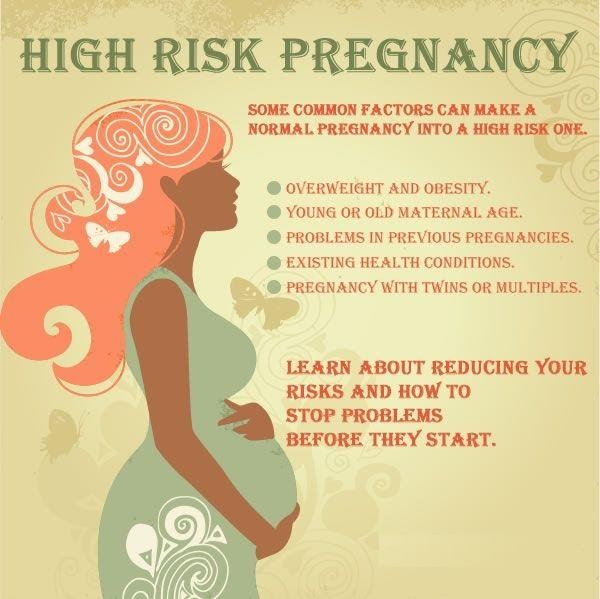 HIGH RISK PREGNANCY
SOME COMMON FACTORS CAN MAKE A
NORMAL PREGNANCY INTO A HIGH RISK ONE.
OVERWEIGHT AND OBESITY.
YOUNG OR OLD MATERNAL AGE.
PROBLEMS IN PREVIOUS PREGNANCIES.
EXISTING HEALTH CONDITIONS.
PREGNANCY WITH TWINS OR MULTIPLES.
LEARN ABOUT REDUCING YOUR
RISKS AND HOW TO
STOP PROBLEMS
BEFORE THEY START.